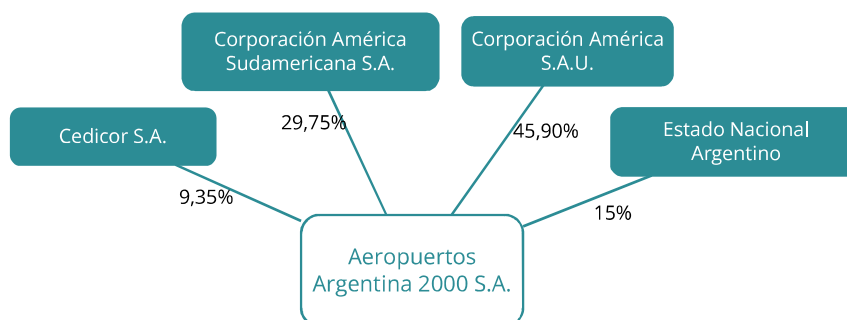 Corporación América
Sudamericana S.A.
Corporación América
S.A.U.
Cedicor S.A.
Estado Nacional
Argentino
29,75%
45,90%
9,35%
15%
Aeropuertos
Argentina 2000 S.A.